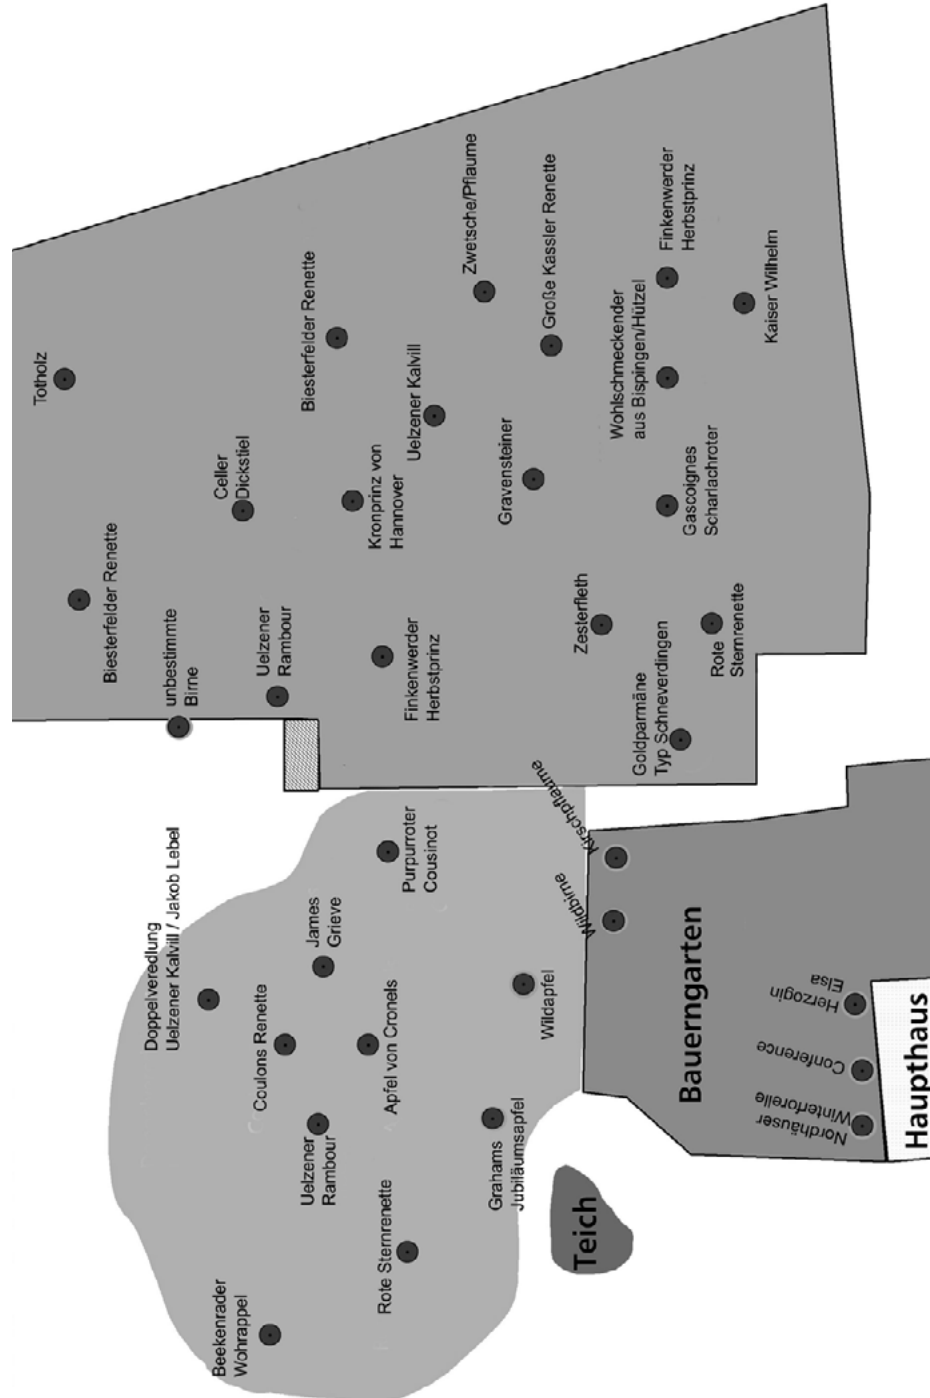 Totholz
Biesterfelder Renette
unbestimmte
Birne
Celler
Dickstiel
Uelzener
Rambour
Biesterfelder Renette
Kronprinz von
Hannover
Finkenwerder
Herbstprinz
Uelzener Kalvill
Zwetsche/Pflaume
Gravensteiner
Große Kassler Renette
Zesterfleth
Wohlschmeckender
aus Bispingen/Hützel
Finkenwerder
Herbstprinz
Gascoignes
Scharlachroter
Kaiser Wilhelm
Goldparmäne
Typ Schneverdingen
Rote
Sternrenette
Doppelveredlung
Uelzener Kalvill / Jakob Lebel
Purpurroter
Cousinot
James
Grieve
Coulons Renette
Apfel von Cronels
Uelzener
Rambour
Beekenrader
Wohrappel
Rote Sternrenette
Grahams
Jubiläumsapfel
Wildapfel
Kirschpflaume
Wildbirne
Bauerngarten
Herzogin
Elsa
Conference
Nordhäuser
Winterforelle
Haupthaus
Teich